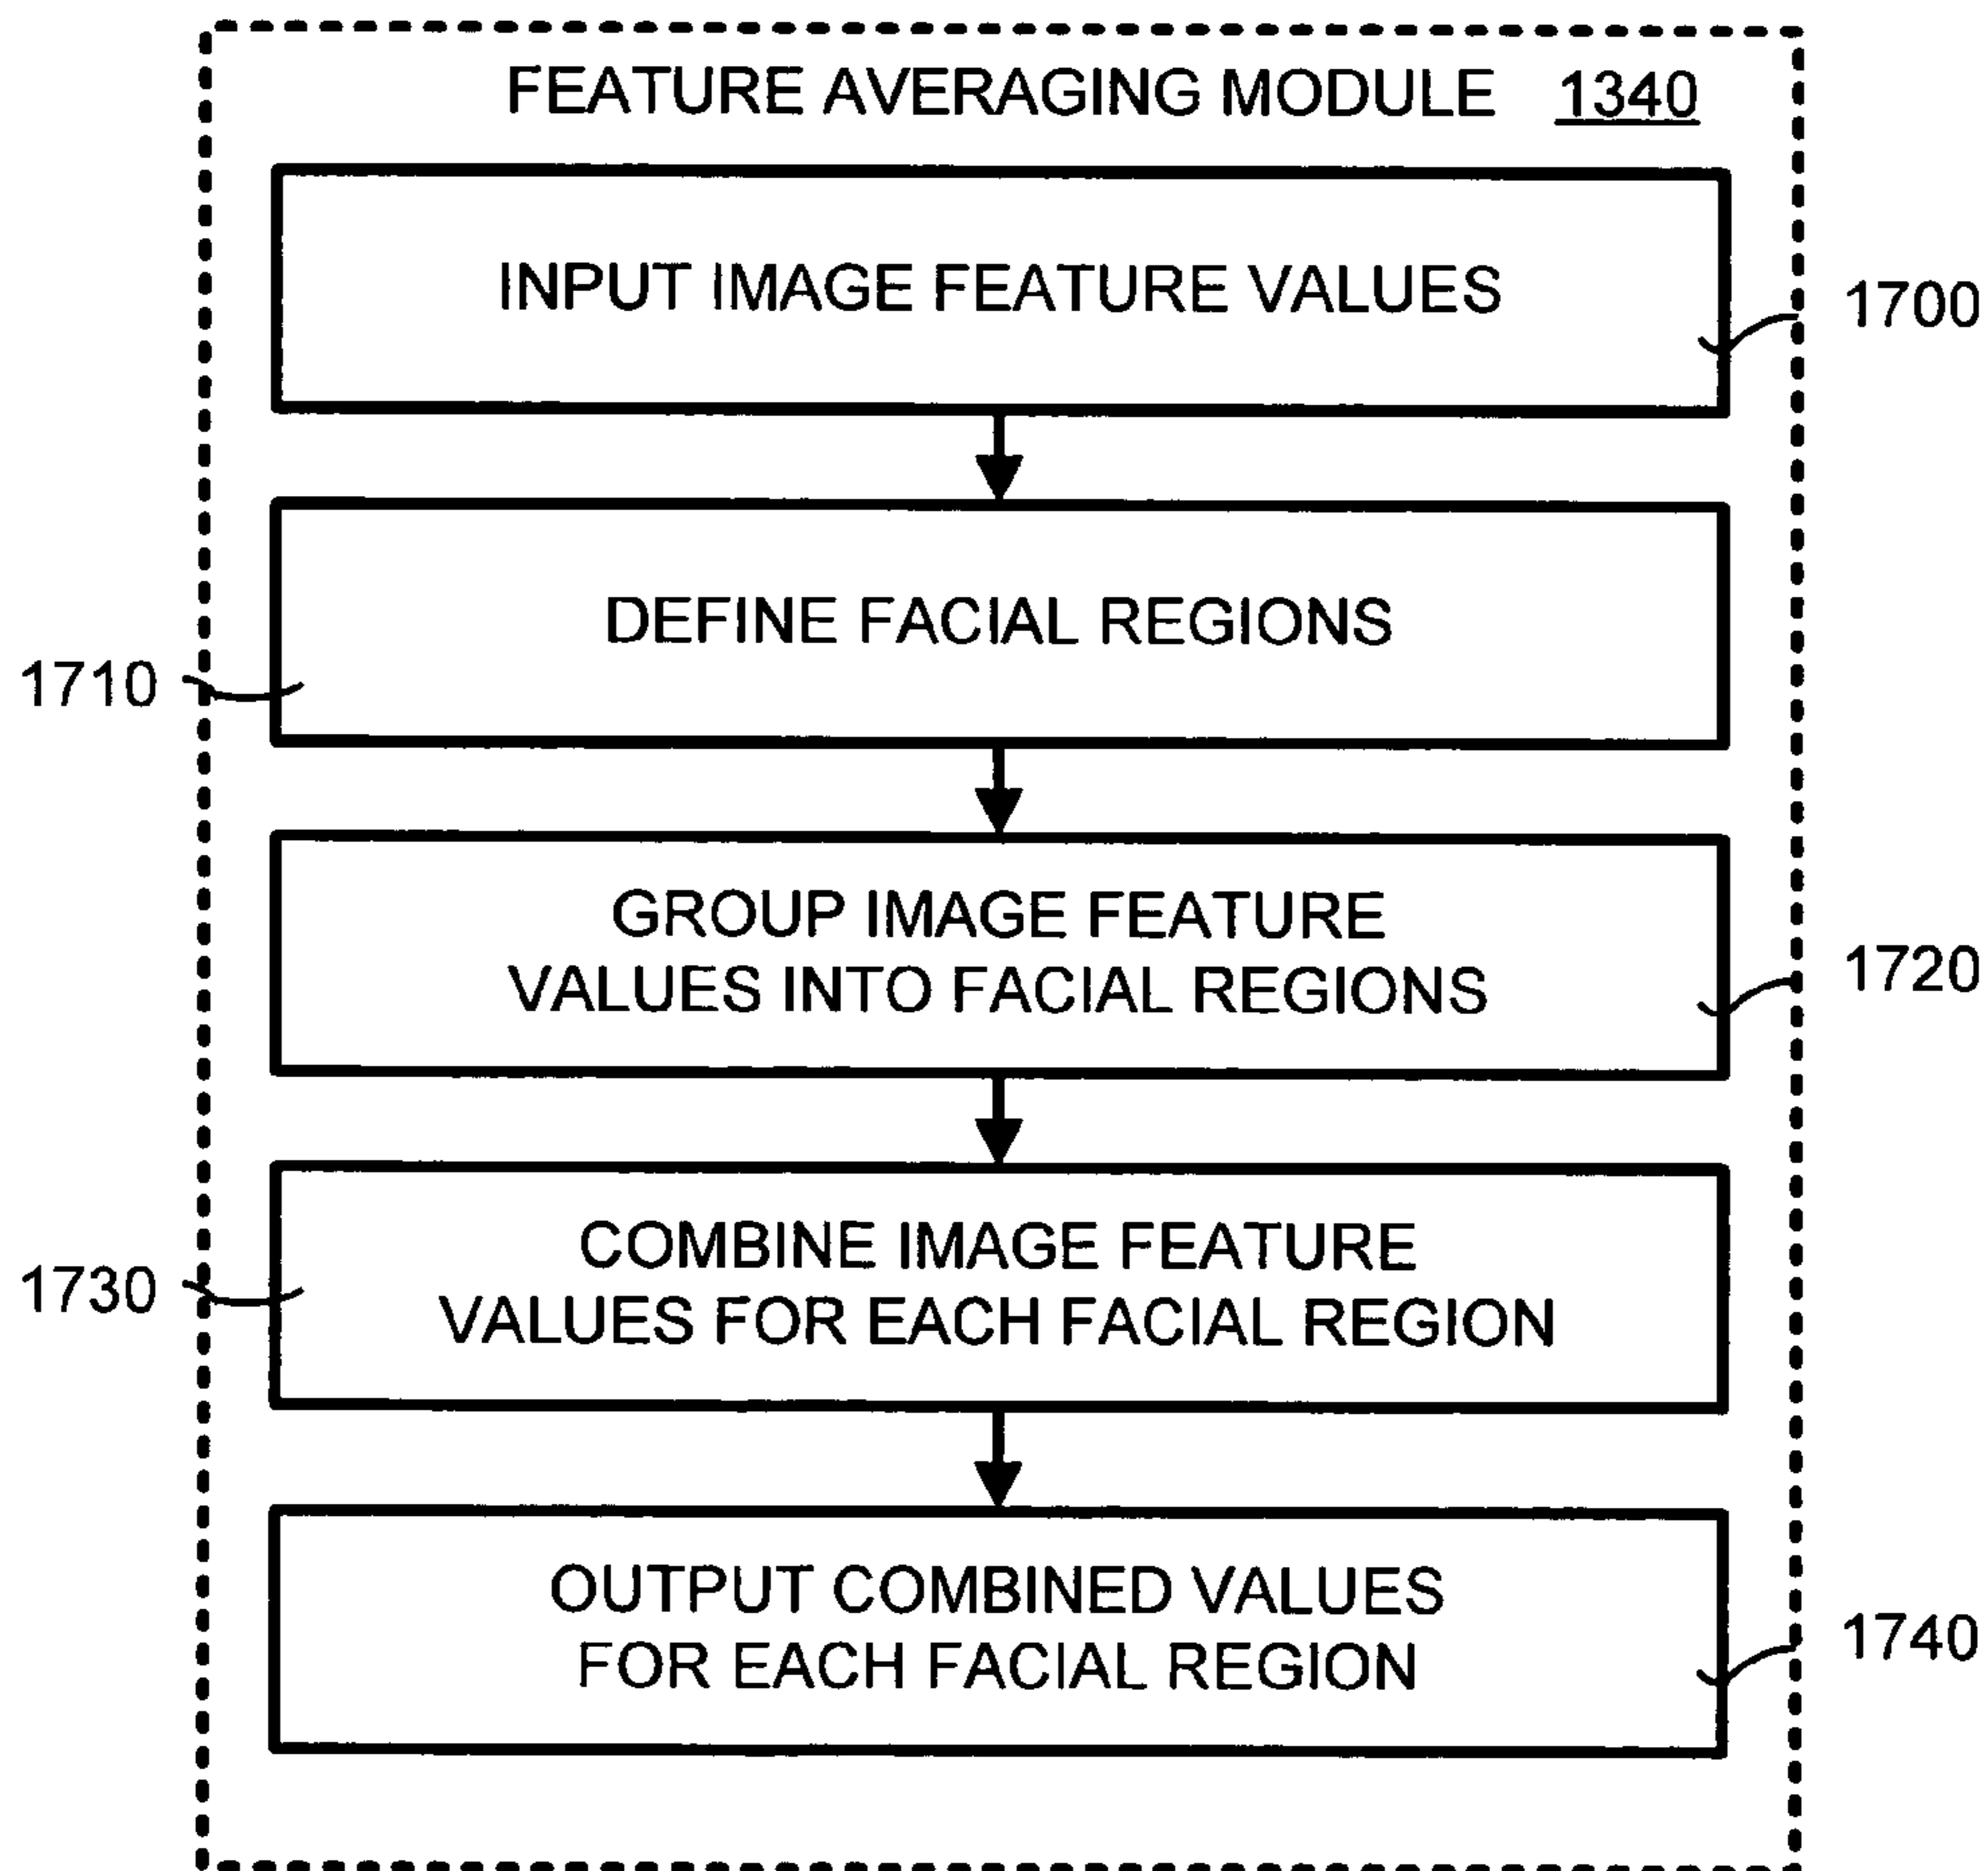 FEATURE AVERAGING MODULE 1340
INPUT IMAGE FEATURE VALUES
1700
DEFINE FACIAL REGIONS
1710
GROUP IMAGE FEATURE
VALUES INTO FACIAL REGIONS
1720
COMBINE IMAGE FEATURE
VALUES FOR EACH FACIAL REGION
1730
OUTPUT COMBINED VALUES
FOR EACH FACIAL REGION
1740